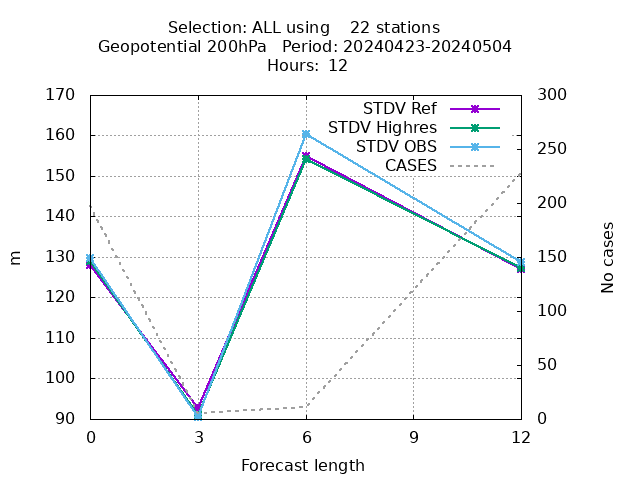 Selection: ALL using    22 stations
Geopotential 200hPa   Period: 20240423-20240504
Hours:  12
170
160
150
140
130
120
110
100
90
m
300
250
200
150
100
50
0
No cases
STDV Ref
STDV Highres
STDV OBS
CASES
0 3 6 9 12
Forecast length